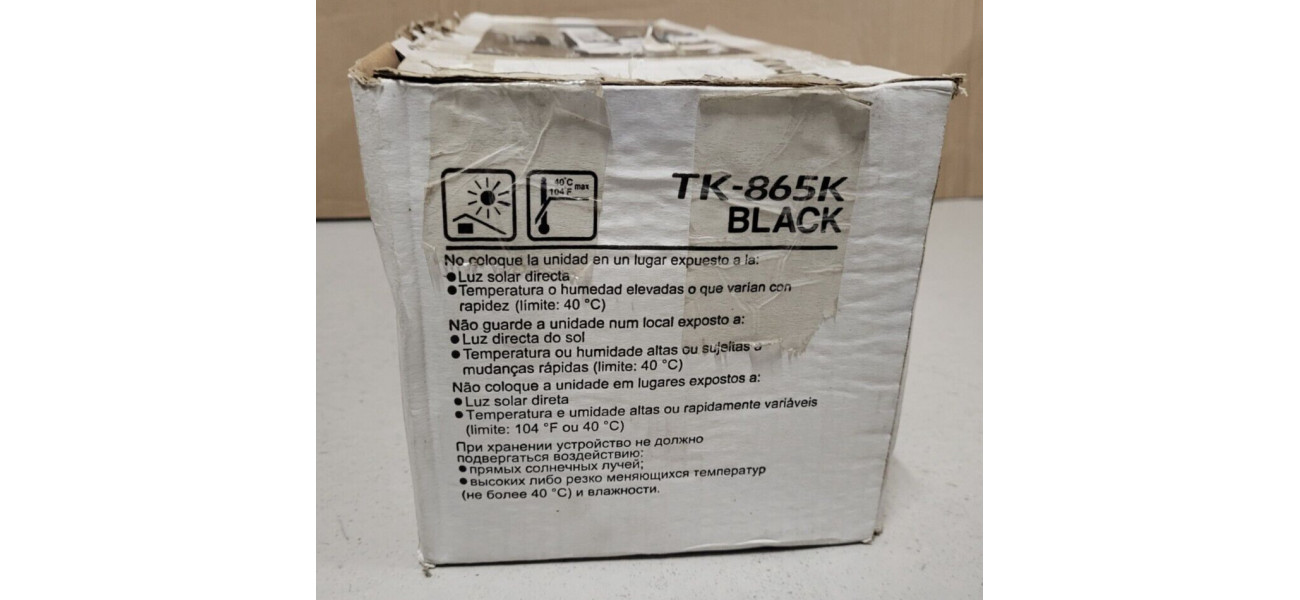 40°C
104°F max
TK-865K
BLACK
No coloque la unidad en un lugar expuesto a la:
●Luz solar directa
●Temperatura o humedad elevadas o que varian con
rapidez (limite: 40 °C)
Não guarde a unidade num local exposto a:
●Luz directa do sol
●Temperatura ou humidade altas ou sujeitas a
mudanças rápidas (limite: 40 °C)
Não coloque a unidade em lugares expostos a:
●Luz solar direta
●Temperatura e umidade altas ou rapidamente variáveis
(limite: 104 °F ou 40 °C)
При хранении устройство не должно
подвергаться воздействию:
●прямых солнечных лучей;
●высоких либо резко меняющихся температур
(не более 40 °C) и влажности.